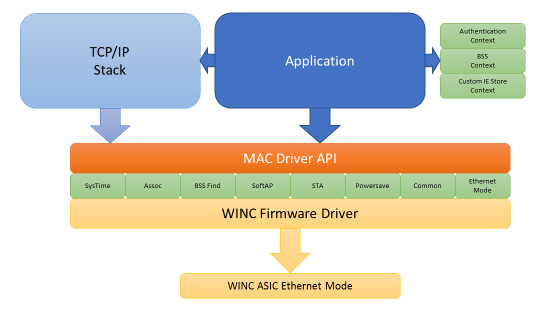 TCP/IP
Stack
Application
Authentication
Context
BSS
Context
Custom IE Store
Context
MAC Driver API
SysTime
Assoc
BSS Find
SoftAP
STA
Powersave
Common
Ethernet
Mode
WINC Firmware Driver
WINC ASIC Ethernet Mode